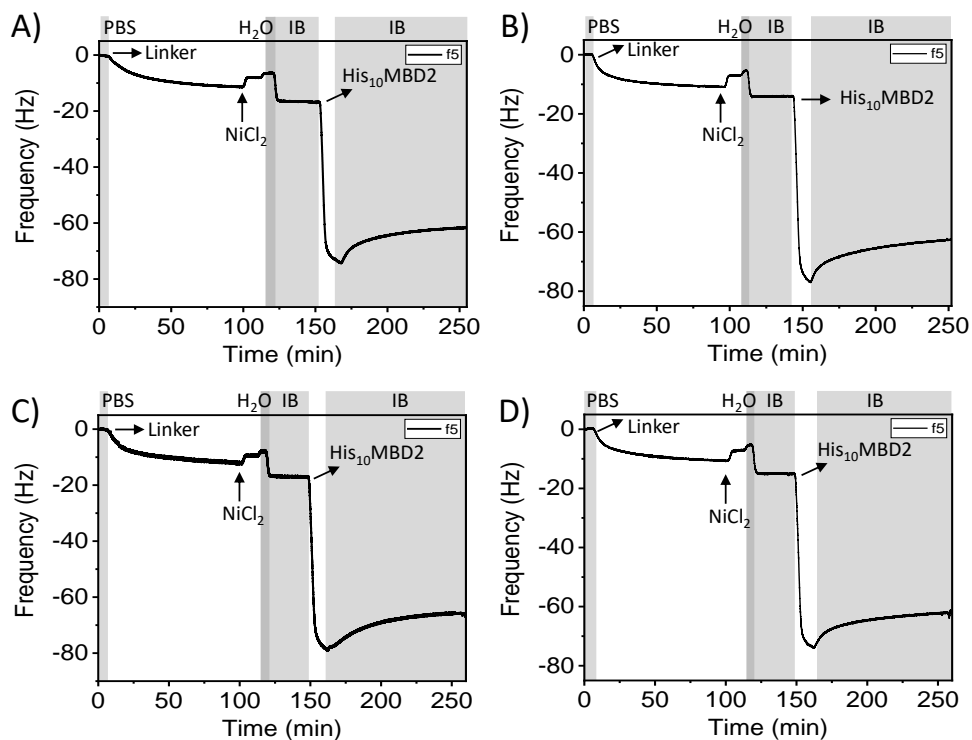 A)
PBS H₂O IB IB
Linker
f5
His₁₀MBD2
NiCl₂
Frequency (Hz)
0
-20
-40
-60
-80
0 50 100 150 200 250
Time (min)
B)
PBS H₂O IB IB
Linker
f5
His₁₀MBD2
NiCl₂
Frequency (Hz)
0
-20
-40
-60
-80
0 50 100 150 200 250
Time (min)
C)
PBS H₂O IB IB
Linker
f5
His₁₀MBD2
NiCl₂
Frequency (Hz)
0
-20
-40
-60
-80
0 50 100 150 200 250
Time (min)
D)
PBS H₂O IB IB
Linker
f5
His₁₀MBD2
NiCl₂
Frequency (Hz)
0
-20
-40
-60
-80
0 50 100 150 200 250
Time (min)